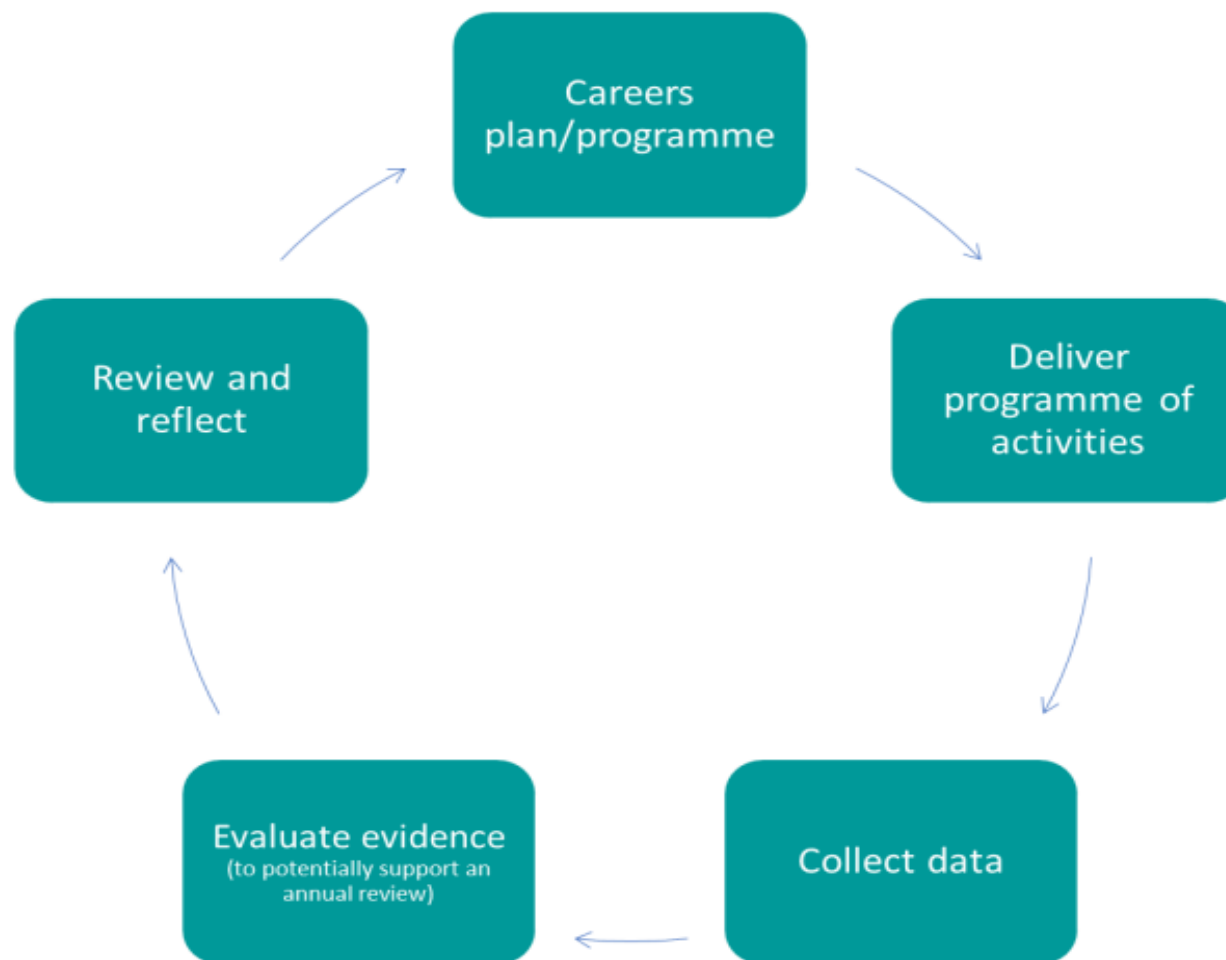 Careers
plan/programme
Deliver
programme of
activities
Collect data
Evaluate evidence
(to potentially support an
annual review)
Review and
reflect